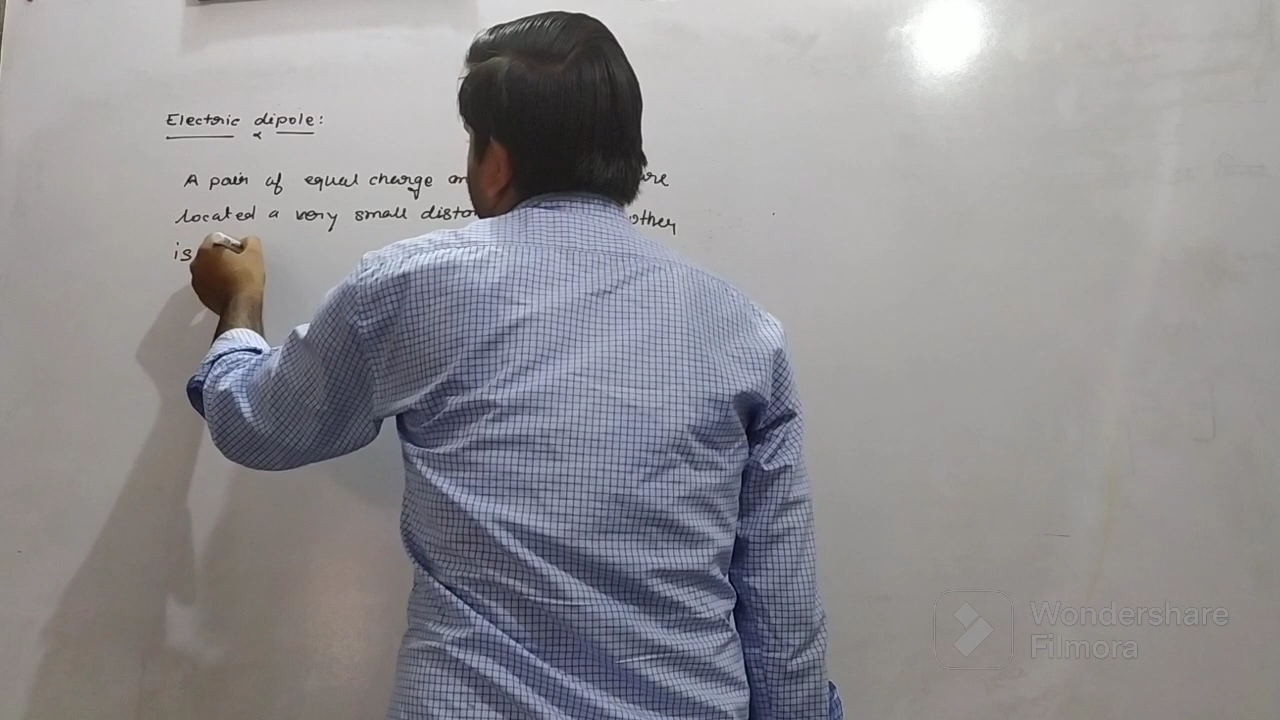 Electric dipole:
A pair of equal charge
located a very small
is
Wondershare
Filmora